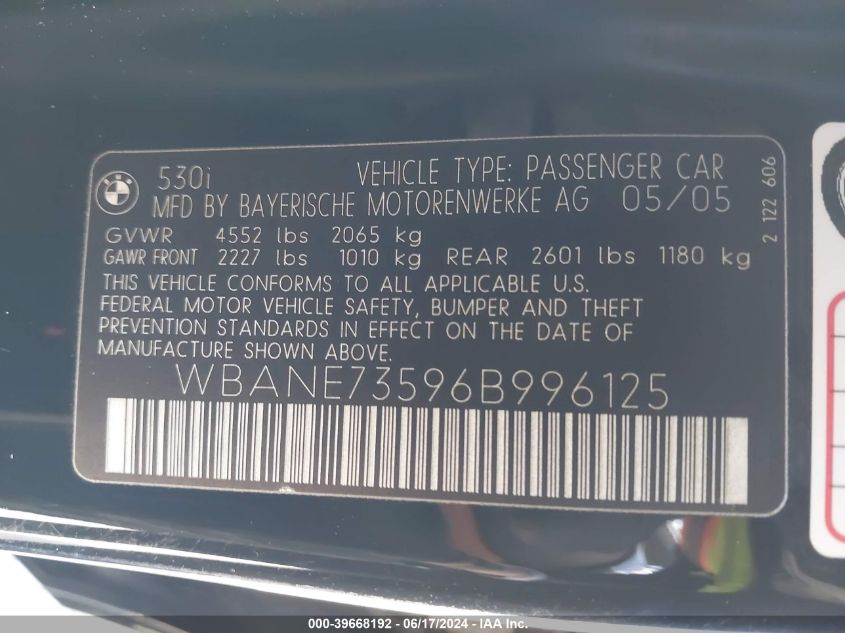 530i VEHICLE TYPE: PASSENGER CAR
MFD BY BAYERISCHE MOTORENWERKE AG 05/05
GVWR 4552 lbs 2065 kg
GAWR FRONT 2227 lbs 1010 kg REAR 2601 lbs 1180 kg
THIS VEHICLE CONFORMS TO ALL APPLICABLE U.S.
FEDERAL MOTOR VEHICLE SAFETY, BUMPER AND THEFT
PREVENTION STANDARDS IN EFFECT ON THE DATE OF
MANUFACTURE SHOWN ABOVE.
WBANE73596B996125
2 122 606
000-39668192 - 06/17/2024 - IAAI, Inc.